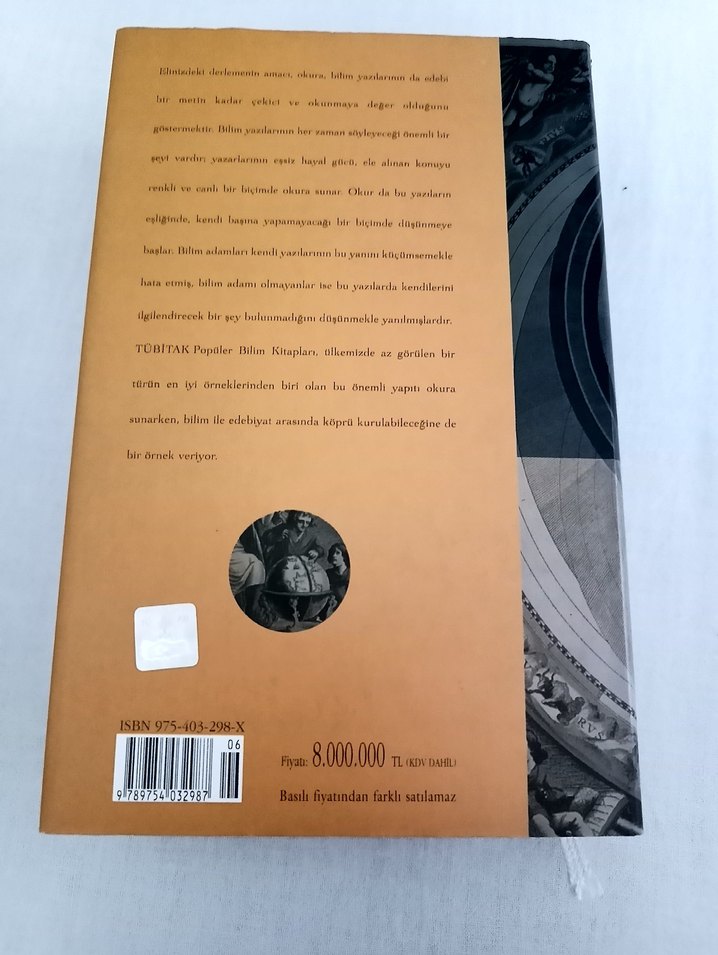 Elinizdeki derlemenin amacı, okura, bilim yazılarının da edebi
bir metin kadar çekici ve okunmaya değer olduğunu
göstermektir. Bilim yazılarının her zaman söyleyeceği önemli bir
şeyi vardır; yazarlarının eşsiz hayal gücü, ele alınan konuyu
renkli ve canlı bir biçimde okura sunar. Okur da bu yazıların
eşliğinde, kendi başına yapamayacağı bir biçimde düşünmeye
başlar. Bilim adamları kendi yazılarının bu yanını küçümsemekle
hata etmiş, bilim adamı olmayanlar ise bu yazılarda kendilerini
ilgilendirecek bir şey bulunmadığını düşünmekle yanılmışlardır.
TÜBİTAK Popüler Bilim Kitapları, ülkemizde az görülen bir
türün en iyi örneklerinden biri olan bu önemli yapıtı okura
sunarken, bilim ile edebiyat arasında köprü kurulabileceğine de
bir örnek veriyor.
RVS
ISBN 975-403-298-X
06
9 789754 032987
Fiyatı: 8.000.000 TL (KDV DAHİL)
Basılı fiyatından farklı satılamaz
RVS